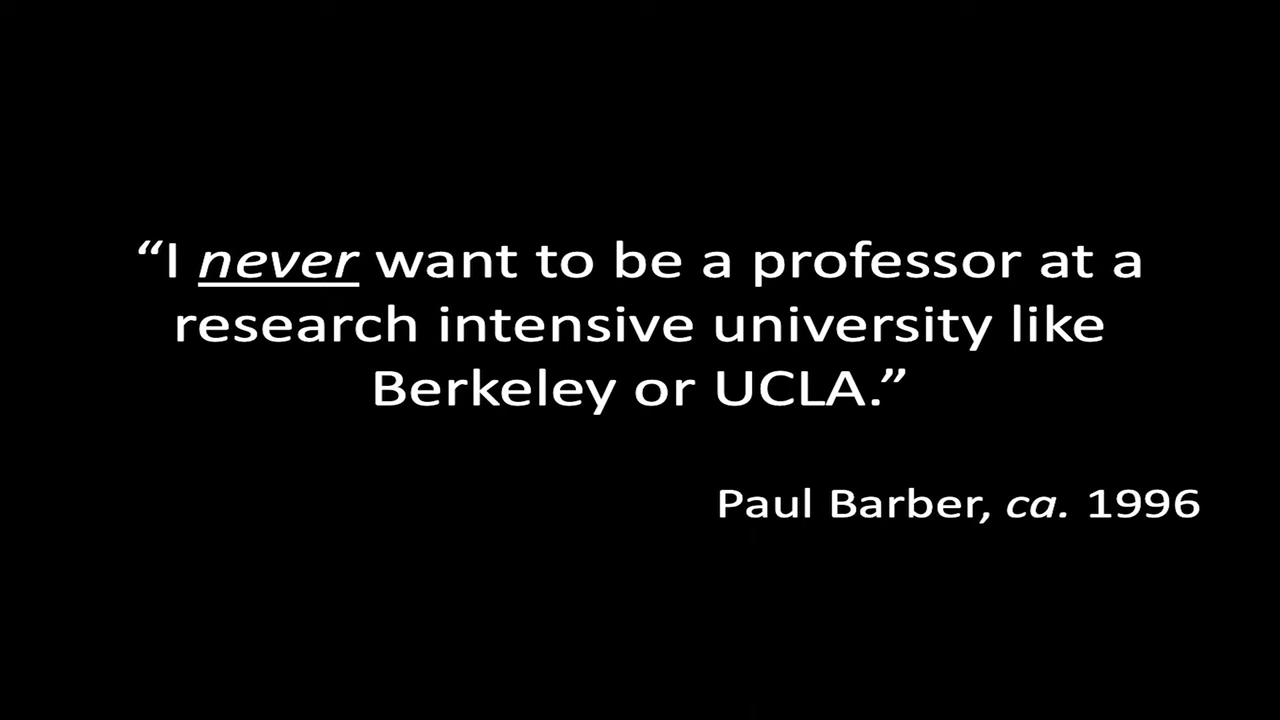 “I never want to be a professor at a
research intensive university like
Berkeley or UCLA.”
Paul Barber, ca. 1996